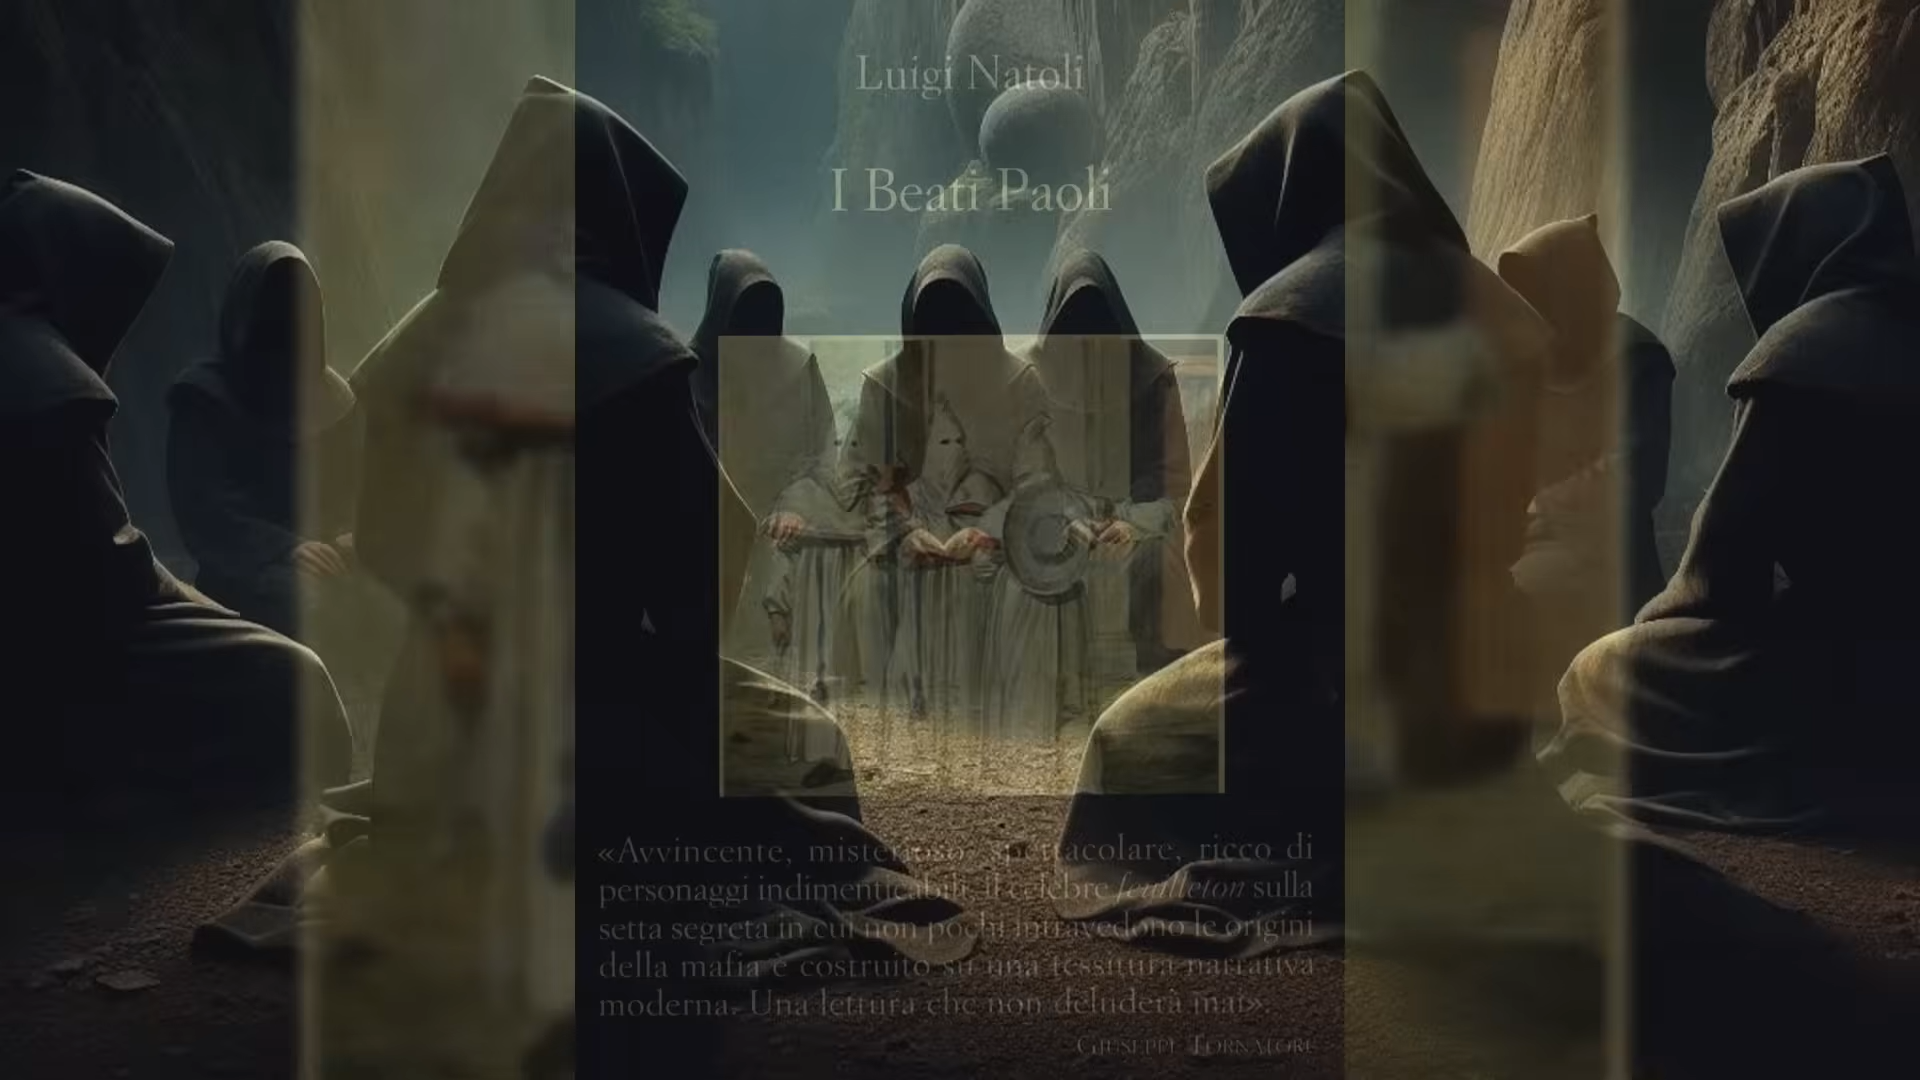 Luigi Natoli
I Beati Paoli
«Avvincente, misterioso, spettacolare, ricco di
personaggi indimenticabili, il celebre feuilleton sulla
setta segreta in cui non pochi intravedono le origini
della mafia è costruito su una tessitura narrativa
moderna. Una lettura che non deluderà mai».
Giuseppe Tornatore